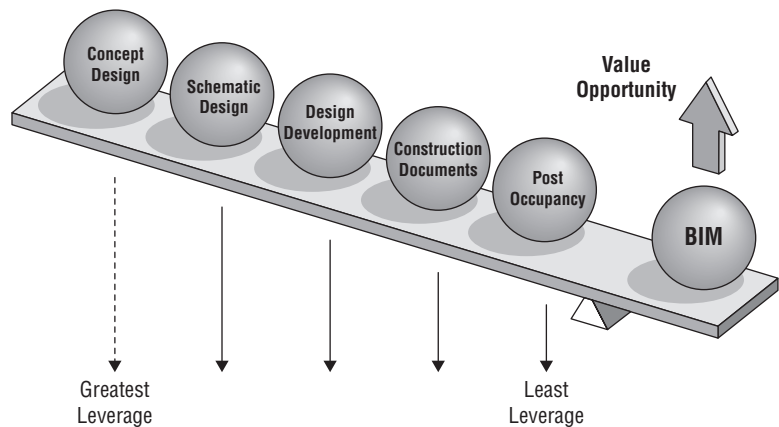 Concept
Design
Schematic
Design
Design
Development
Construction
Documents
Post
Occupancy
Value
Opportunity
BIM
Greatest
Leverage
Least
Leverage